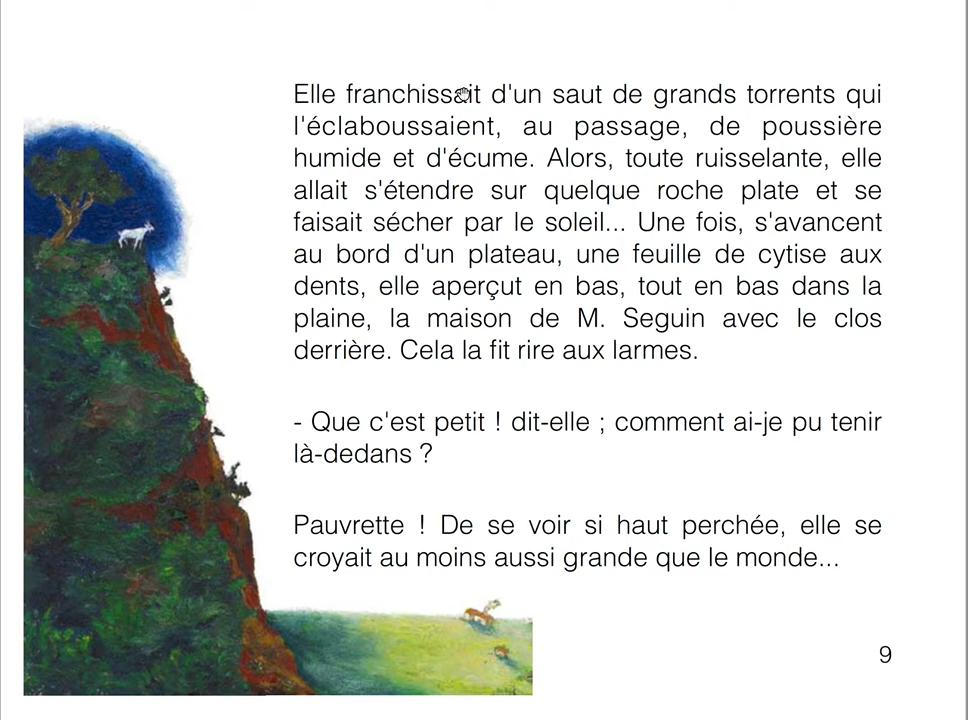 Elle franchissait d'un saut de grands torrents qui
l'éclaboussaient, au passage, de poussière
humide et d'écume. Alors, toute ruisselante, elle
allait s'étendre sur quelque roche plate et se
faisait sécher par le soleil... Une fois, s'avancent
au bord d'un plateau, une feuille de cytise aux
dents, elle aperçut en bas, tout en bas dans la
plaine, la maison de M. Seguin avec le clos
derrière. Cela la fit rire aux larmes.
- Que c'est petit ! dit-elle ; comment ai-je pu tenir
là-dedans ?
Pauvrette ! De se voir si haut perchée, elle se
croyait au moins aussi grande que le monde...
9